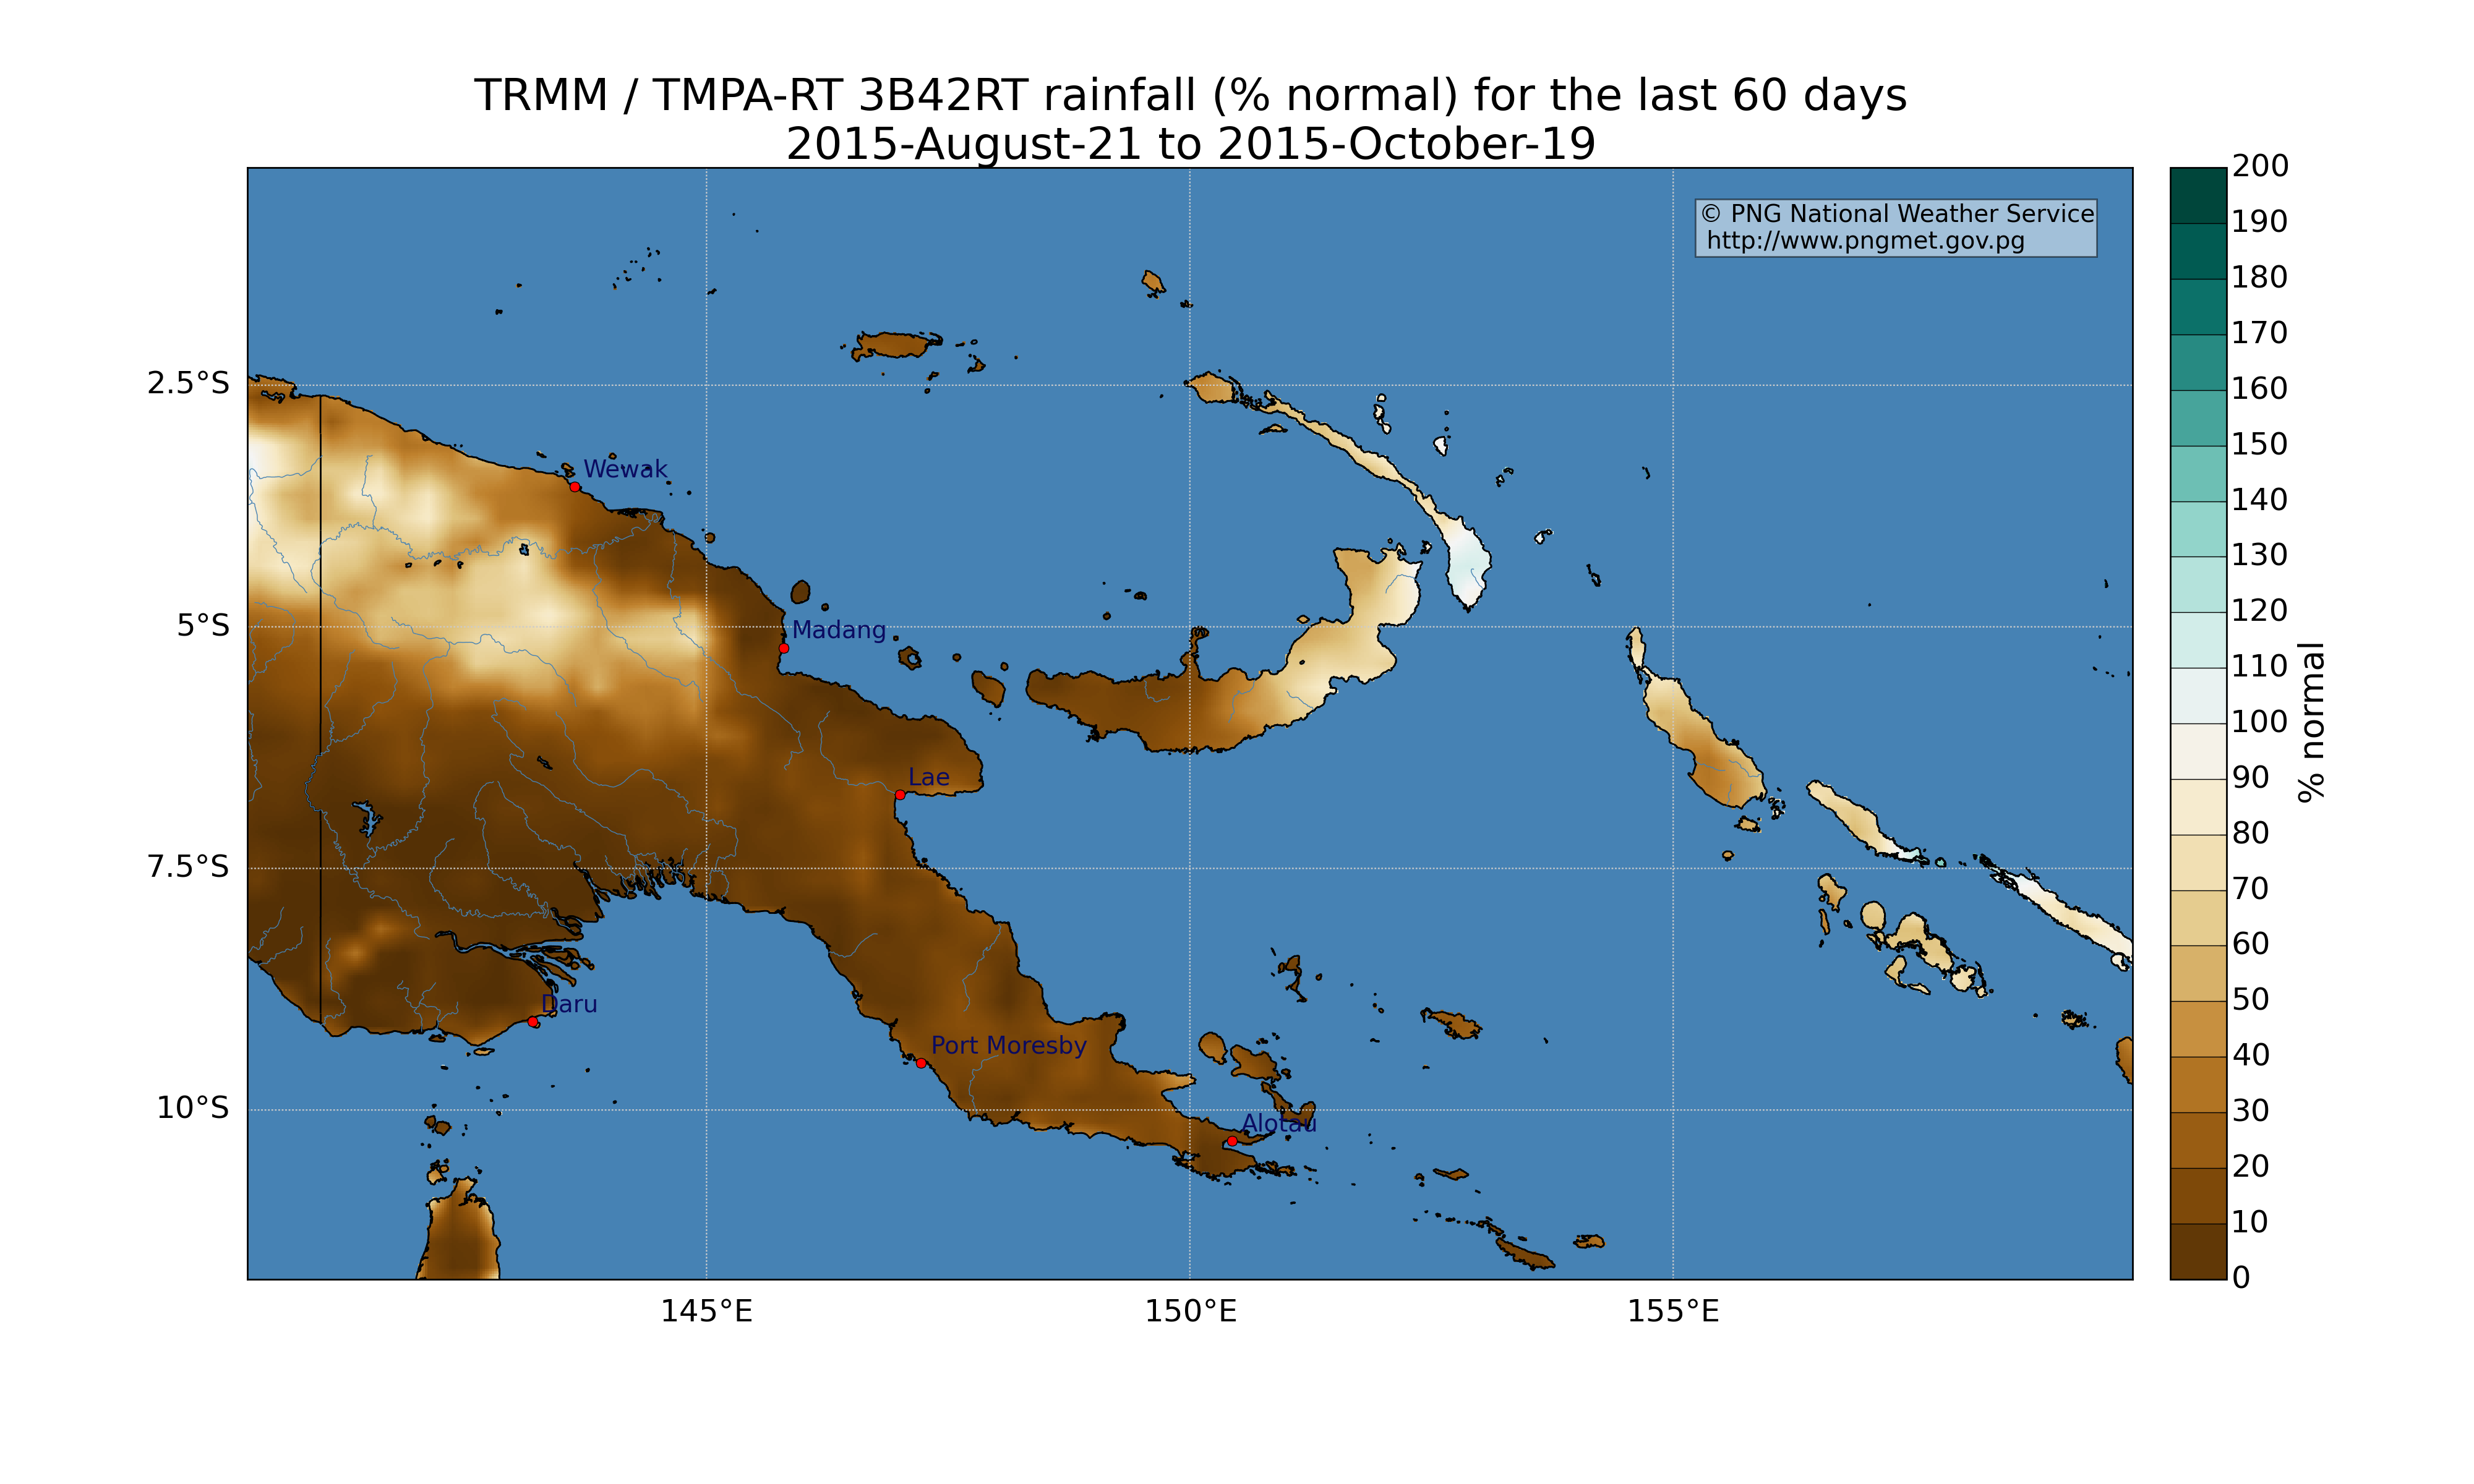 TRMM / TMPA-RT 3B42RT rainfall (% normal) for the last 60 days
2015-August-21 to 2015-October-19
© PNG National Weather Service
http://www.pngmet.gov.pg
2.5°S
5°S
7.5°S
10°S
145°E
150°E
155°E
Wewak
Madang
Lae
Daru
Port Moresby
Alotau
200
190
180
170
160
150
140
130
120
110
100
90
80
70
60
50
40
30
20
10
0
% normal